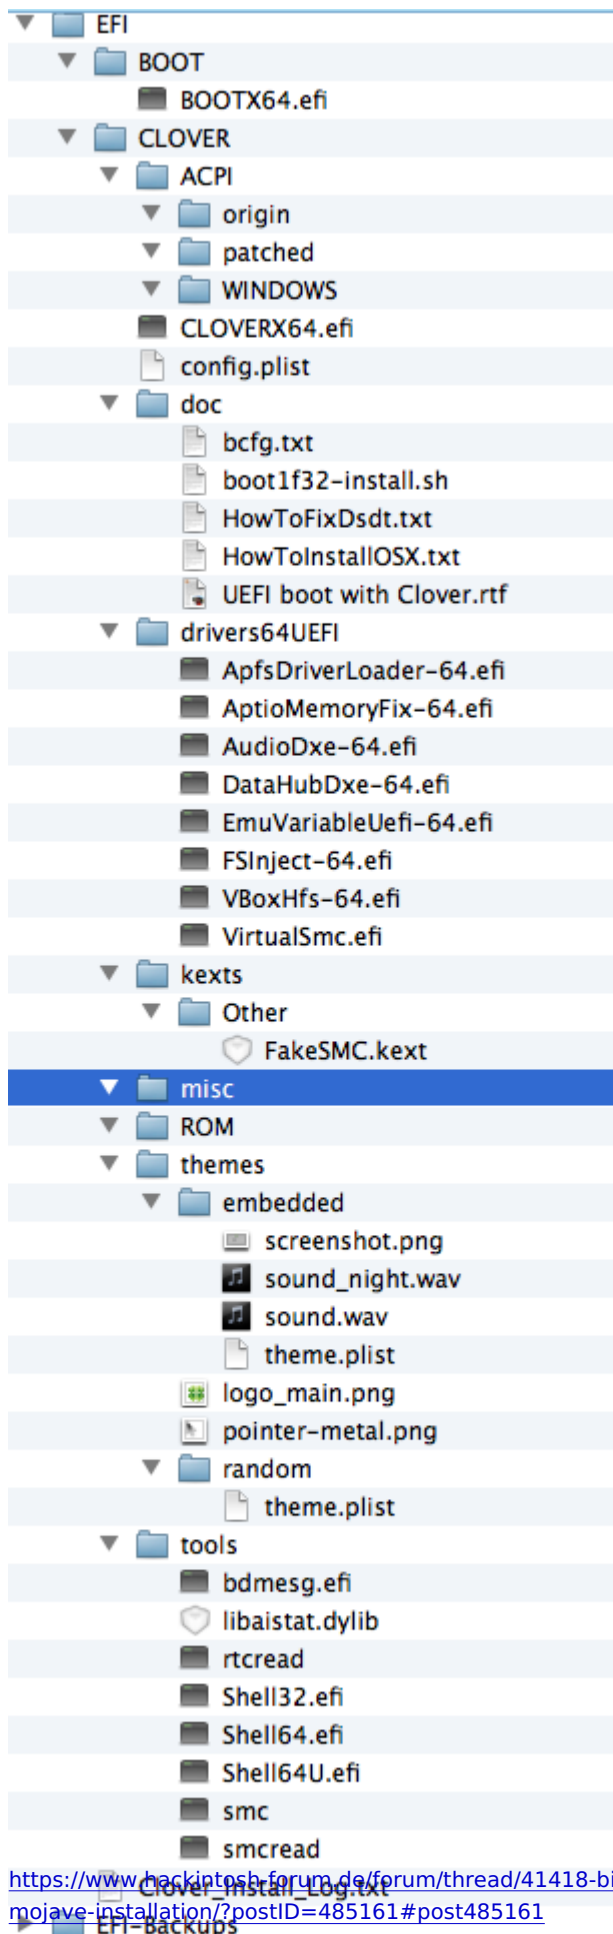 EFI
BOOT
BOOTX64.efi
CLOVER
ACPI
origin
patched
WINDOWS
CLOVERX64.efi
config.plist
doc
bcfg.txt
boot1f32-install.sh
HowToFixDsdt.txt
HowToInstallOSX.txt
UEFI boot with Clover.rtf
drivers64UEFI
ApfsDriverLoader-64.efi
AptioMemoryFix-64.efi
AudioDxe-64.efi
DataHubDxe-64.efi
EmuVariableUefi-64.efi
FSInject-64.efi
VBoxHfs-64.efi
VirtualSmc.efi
kexts
Other
FakeSMC.kext
misc
ROM
themes
embedded
screenshot.png
sound_night.wav
sound.wav
theme.plist
logo_main.png
pointer-metal.png
random
theme.plist
tools
bdmesg.efi
libaistat.dylib
rtcread
Shell32.efi
Shell64.efi
Shell64U.efi
smc
smcread
https://www.hackintosh-forum.de/forum/thread/41418-bi
Clover_Install_Log.txt
mojave-installation/?postID=485161#post485161
EFI-Backups